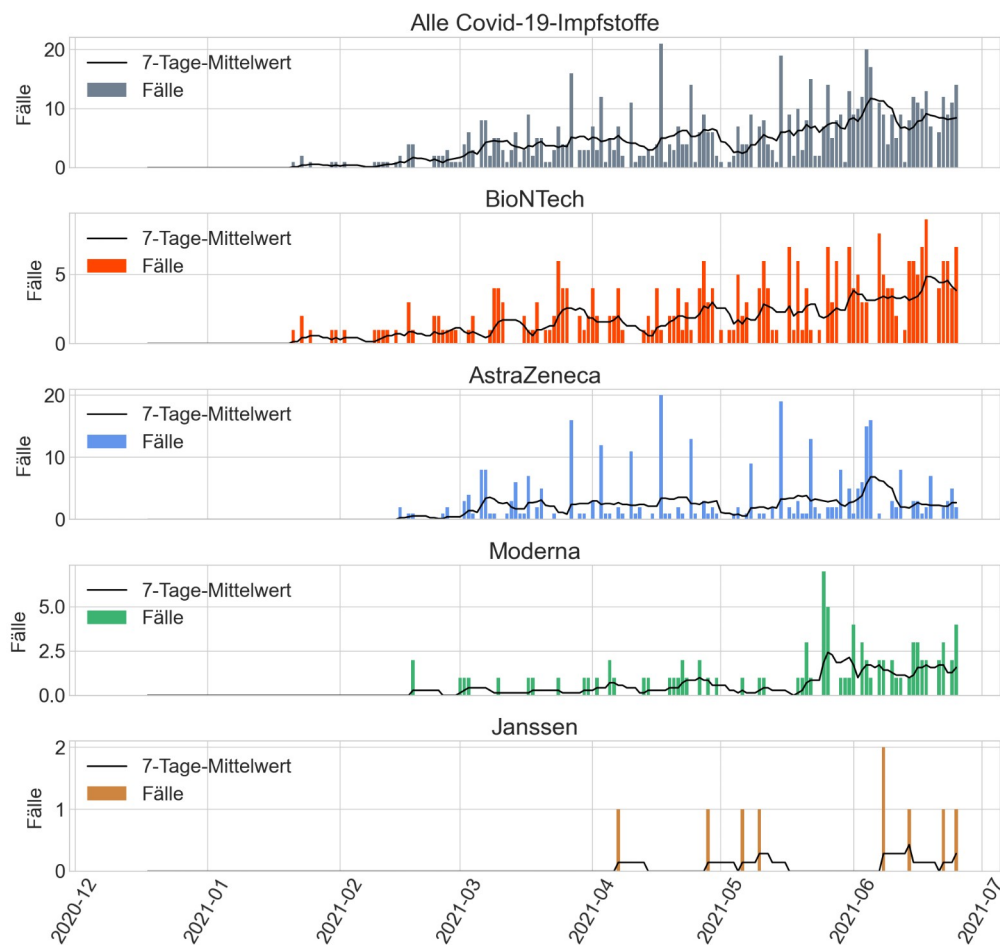 Alle Covid-19-Impfstoffe
20
10
0
Fälle
7-Tage-Mittelwert
Fälle
BioNTech
5
0
Fälle
7-Tage-Mittelwert
Fälle
AstraZeneca
20
10
0
Fälle
7-Tage-Mittelwert
Fälle
Moderna
5.0
2.5
0.0
Fälle
7-Tage-Mittelwert
Fälle
Janssen
2
1
0
Fälle
7-Tage-Mittelwert
Fälle
2020-12
2021-01
2021-02
2021-03
2021-04
2021-05
2021-06
2021-07